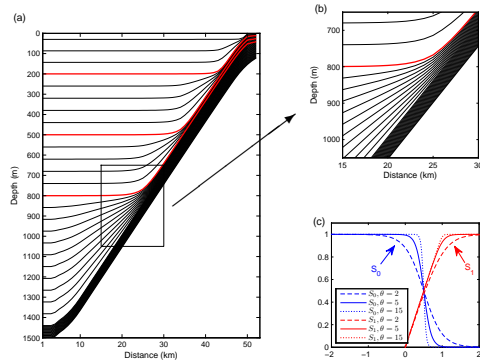 (a)
0
100
200
300
400
500
600
700
800
900
1000
1100
1200
1300
1400
1500
Depth (m)
1 10 20 30 40 50
Distance (km)
(b)
700
800
900
1000
Depth (m)
15 20 25 30
Distance (km)
(c)
1
0.8
0.6
0.4
0.2
0
S0
S1
S0, θ = 2
S0, θ = 5
S0, θ = 15
S1, θ = 2
S1, θ = 5
S1, θ = 15
−2 −1 0 1 2